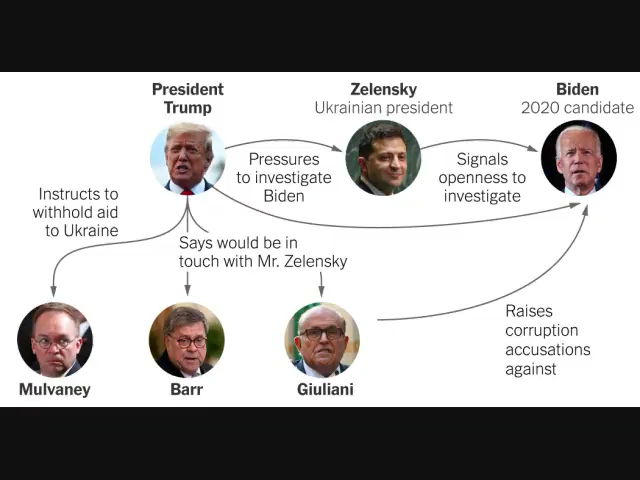 President
Trump
Zelensky
Ukrainian president
Biden
2020 candidate
Pressures
to investigate
Biden
Signals
openness to
investigate
Instructs to
withhold aid
to Ukraine
Says would be in
touch with Mr. Zelensky
Raises
corruption
accusations
against
Mulvaney
Barr
Giuliani